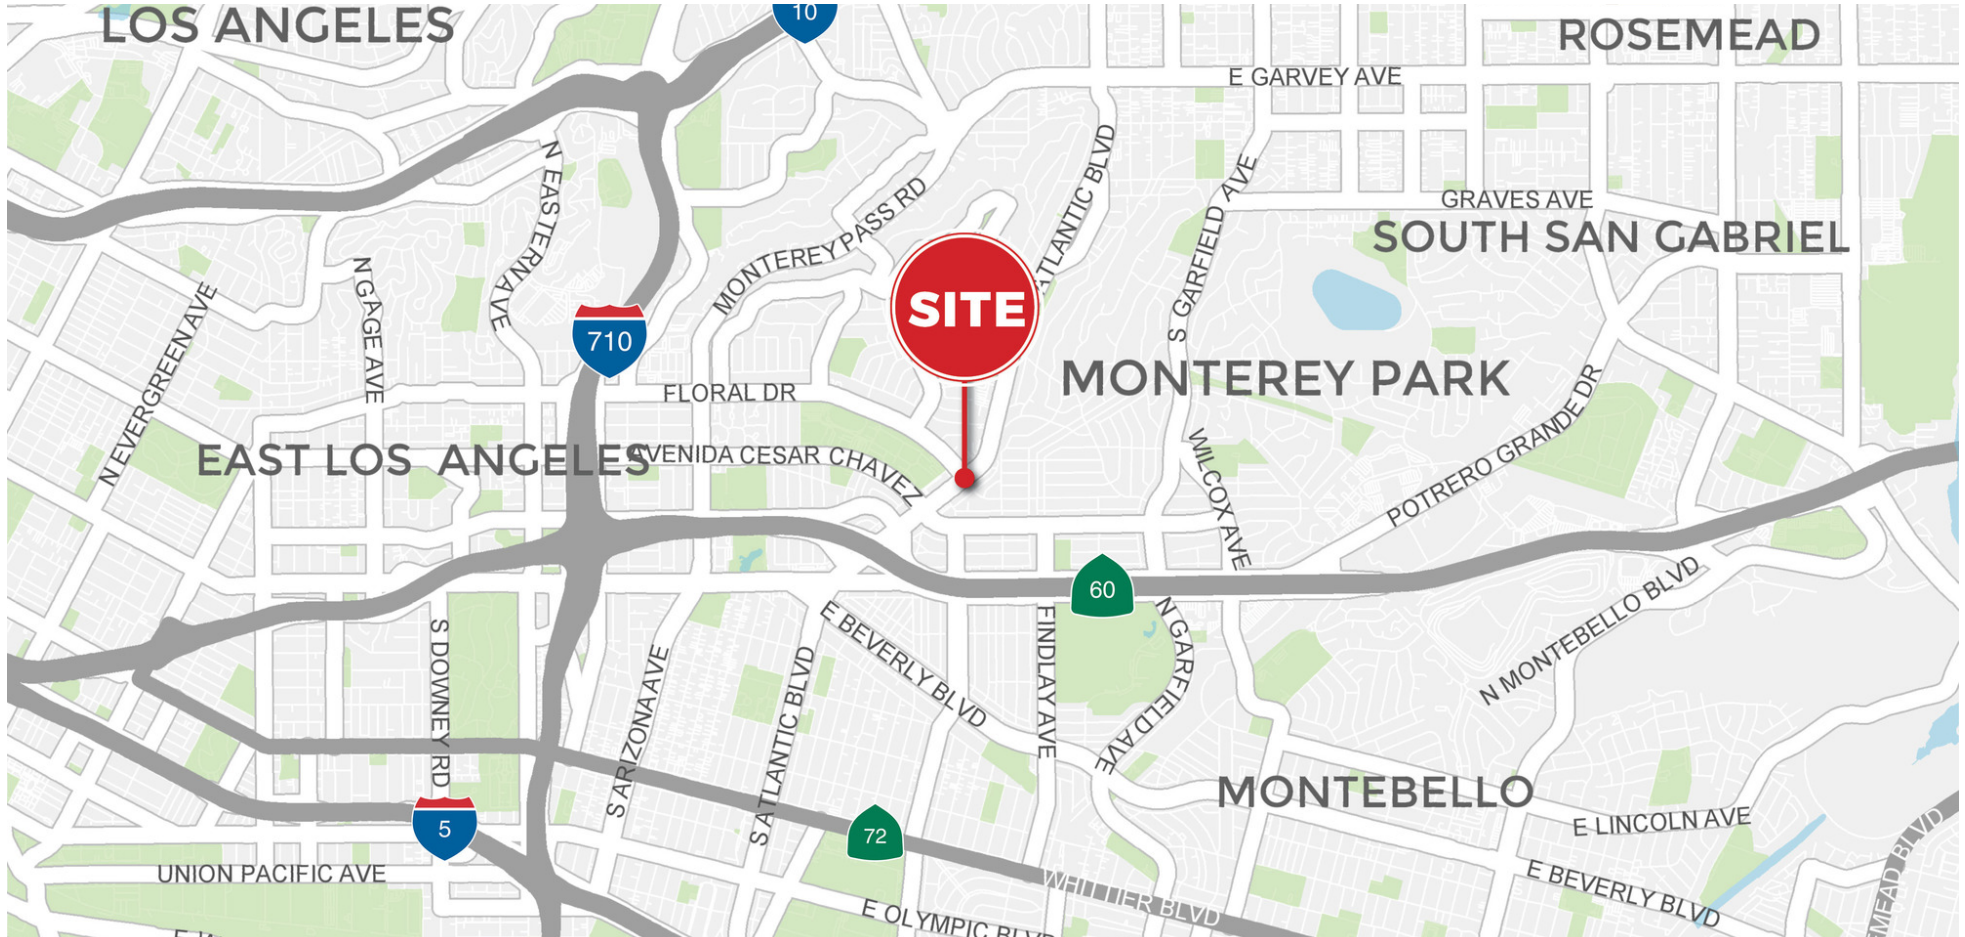 LOS ANGELES
10
ROSEMEAD
E GARVEY AVE
N EASTERN AVE
ATLANTIC BLVD
MONTEREY PASS RD
S GARFIELD AVE
GRAVES AVE
SOUTH SAN GABRIEL
N GAGE AVE
N EVERGREEN AVE
SITE
710
MONTEREY PARK
FLORAL DR
POTRERO GRANDE DR
EAST LOS ANGELES
AVENIDA CESAR CHAVEZ
WILCOX AVE
60
N MONTEBELLO BLVD
E BEVERLY BLVD
FINDLAY AVE
N GARFIELD AVE
S DOWNEY RD
S ARIZONA AVE
S ATLANTIC BLVD
MONTEBELLO
5
72
E LINCOLN AVE
UNION PACIFIC AVE
WHITTIER BLVD
E BEVERLY BLVD
MEAD BLVD
E OLYMPIC BLVD